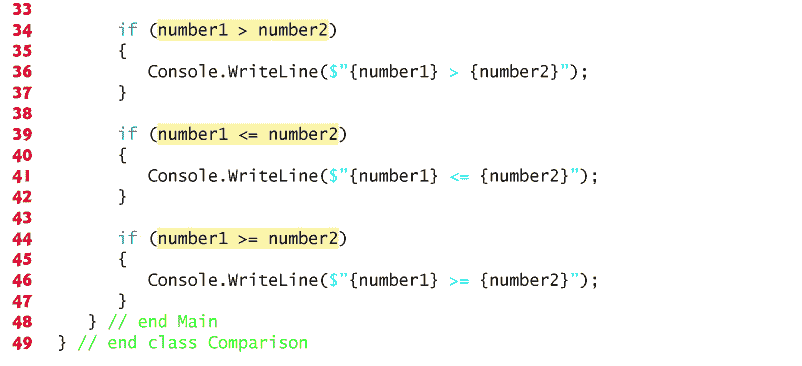 33
34 if (number1 > number2)
35 {
36 Console.WriteLine($"{number1} > {number2}");
37 }
38
39 if (number1 <= number2)
40 {
41 Console.WriteLine($"{number1} <= {number2}");
42 }
43
44 if (number1 >= number2)
45 {
46 Console.WriteLine($"{number1} >= {number2}");
47 }
48 } // end Main
49 } // end class Comparison